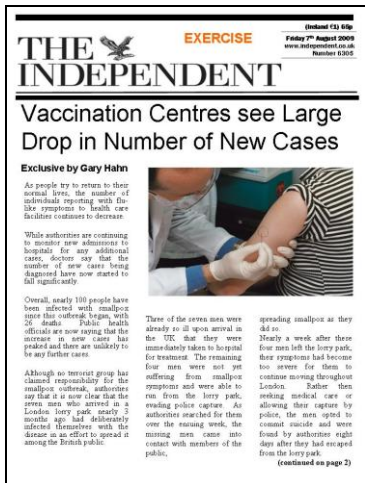 (Ireland €1) 65p
EXERCISE
Friday 7th August 2009
www.independent.co.uk
Number 6305
THE
INDEPENDENT
Vaccination Centres see Large
Drop in Number of New Cases
Exclusive by Gary Hahn
As people try to return to their
normal lives, the number of
individuals reporting with flu-
like symptoms to health care
facilities continues to decrease.
While authorities are continuing
to monitor new admissions to
hospitals for any additional
cases, doctors say that the
number of new cases being
diagnosed have now started to
fall significantly.
Overall, nearly 100 people have
been infected with smallpox
since this outbreak began, with
26 deaths. Public health
officials are now saying that the
increase in new cases has
peaked and there are unlikely to
be any further cases.
Although no terrorist group has
claimed responsibility for the
smallpox outbreak, authorities
say that it is now clear that the
seven men who arrived in a
London lorry park nearly 3
months ago had deliberately
infected themselves with the
disease in an effort to spread it
among the British public.
Three of the seven men were
already so ill upon arrival in
the UK that they were
immediately taken to hospital
for treatment. The remaining
four men were not yet
suffering from smallpox
symptoms and were able to
run from the lorry park,
evading police capture. As
authorities searched for them
over the ensuing week, the
missing men came into
contact with members of the
public,
spreading smallpox as they
did so.
Nearly a week after these
four men left the lorry park,
their symptoms had become
too severe for them to
continue moving throughout
London. Rather then
seeking medical care or
allowing their capture by
police, the men opted to
commit suicide and were
found by authorities eight
days after they had escaped
from the lorry park.
(continued on page 2)